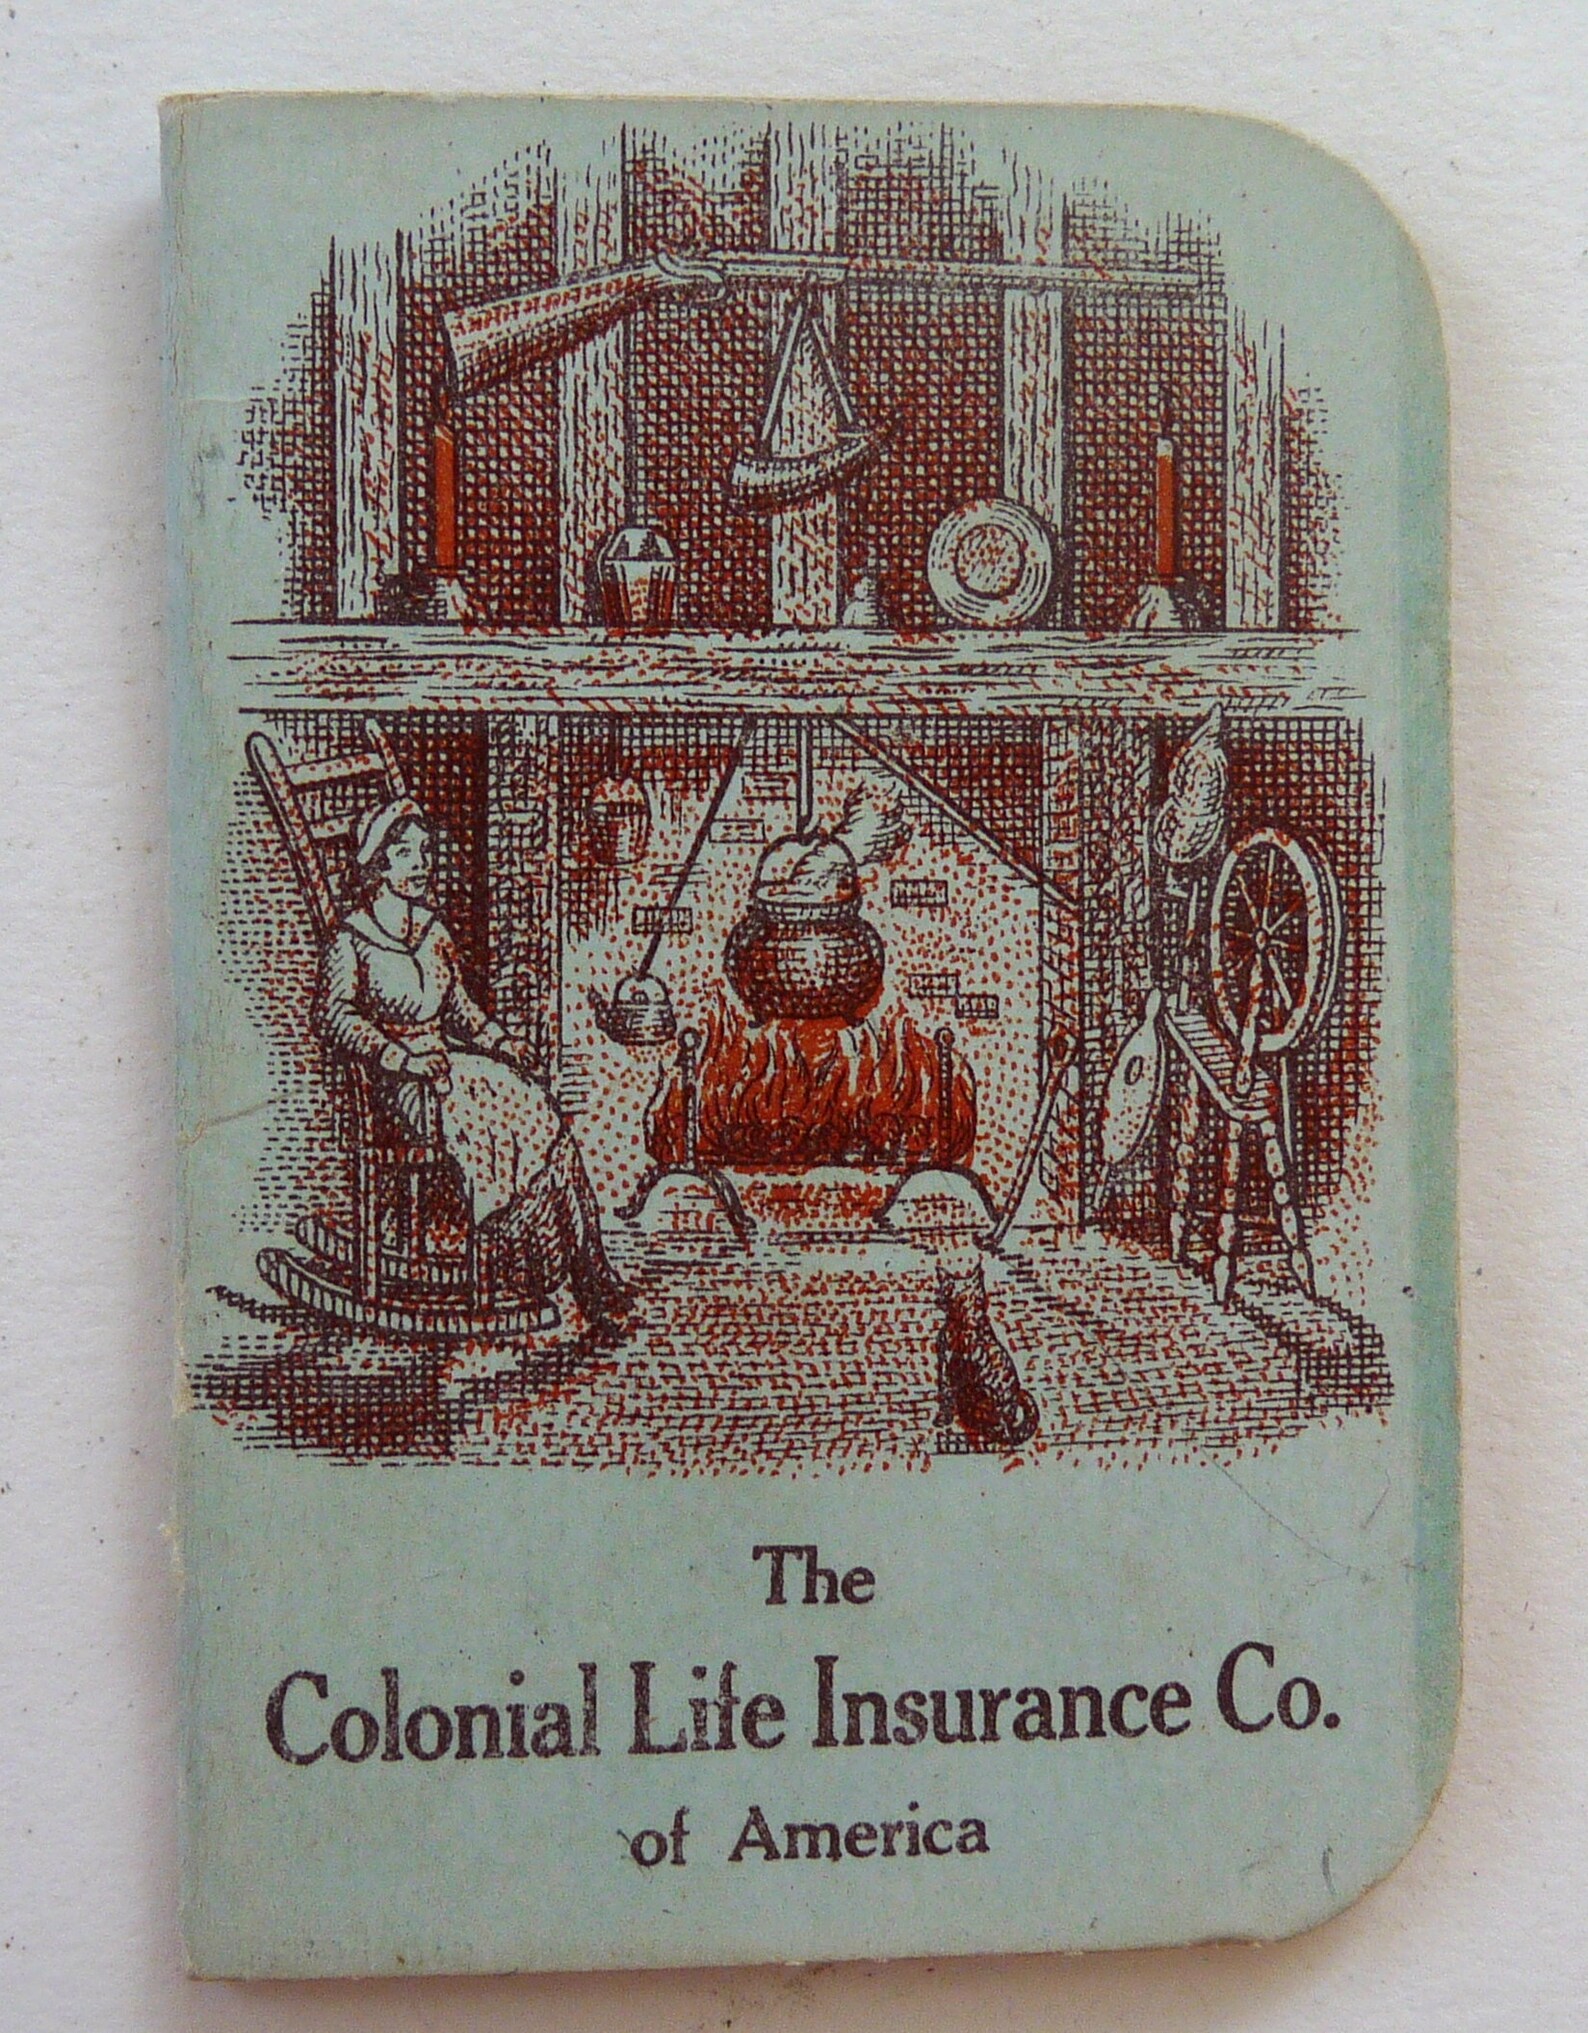 The
Colonial Life Insurance Co.
of America